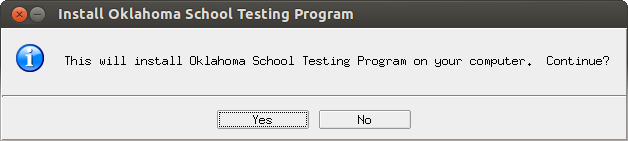 Install Oklahoma School Testing Program
This will install Oklahoma School Testing Program on your computer.  Continue?
Yes
No